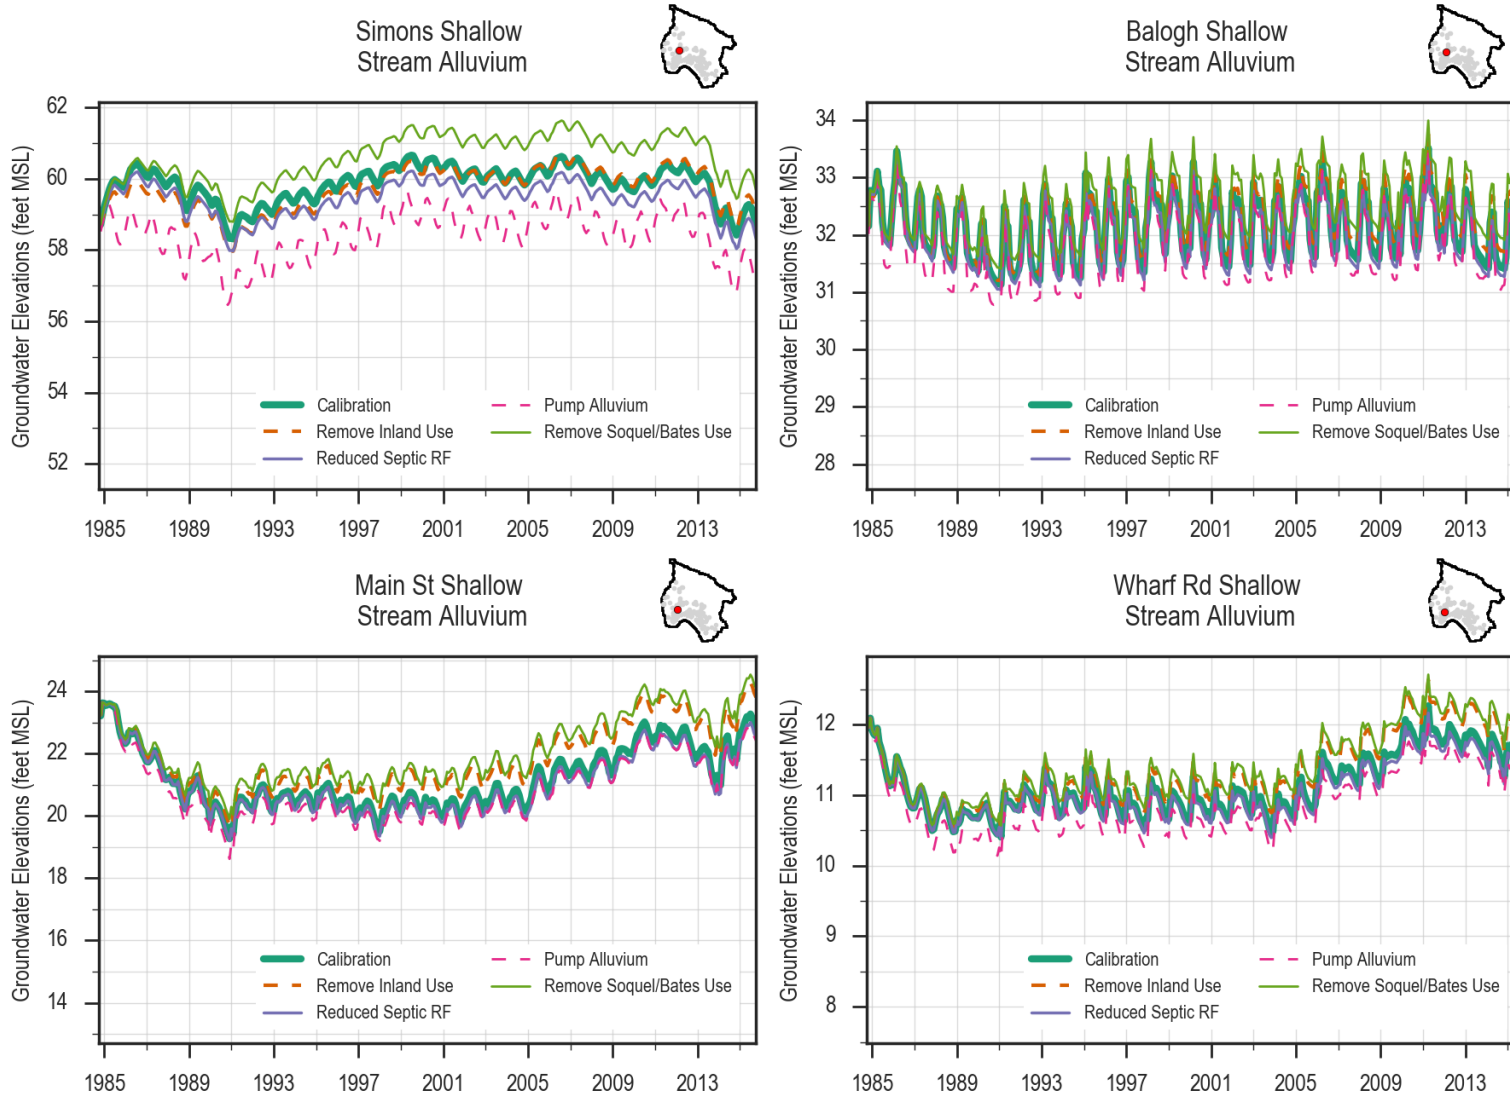 Simons Shallow
Stream Alluvium
Groundwater Elevations (feet MSL)
62
60
58
56
54
52
Calibration
Remove Inland Use
Reduced Septic RF
Pump Alluvium
Remove Soquel/Bates Use
1985 1989 1993 1997 2001 2005 2009 2013
Balogh Shallow
Stream Alluvium
Groundwater Elevations (feet MSL)
34
33
32
31
30
29
28
Calibration
Remove Inland Use
Reduced Septic RF
Pump Alluvium
Remove Soquel/Bates Use
1985 1989 1993 1997 2001 2005 2009 2013
Main St Shallow
Stream Alluvium
Groundwater Elevations (feet MSL)
24
22
20
18
16
14
Calibration
Remove Inland Use
Reduced Septic RF
Pump Alluvium
Remove Soquel/Bates Use
1985 1989 1993 1997 2001 2005 2009 2013
Wharf Rd Shallow
Stream Alluvium
Groundwater Elevations (feet MSL)
12
11
10
9
8
Calibration
Remove Inland Use
Reduced Septic RF
Pump Alluvium
Remove Soquel/Bates Use
1985 1989 1993 1997 2001 2005 2009 2013